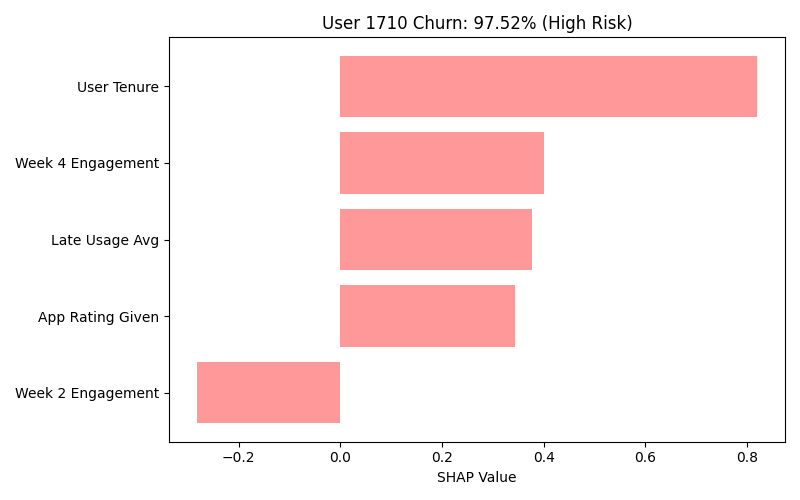 User 1710 Churn: 97.52% (High Risk)
User Tenure
Week 4 Engagement
Late Usage Avg
App Rating Given
Week 2 Engagement
−0.2 0.0 0.2 0.4 0.6 0.8
SHAP Value